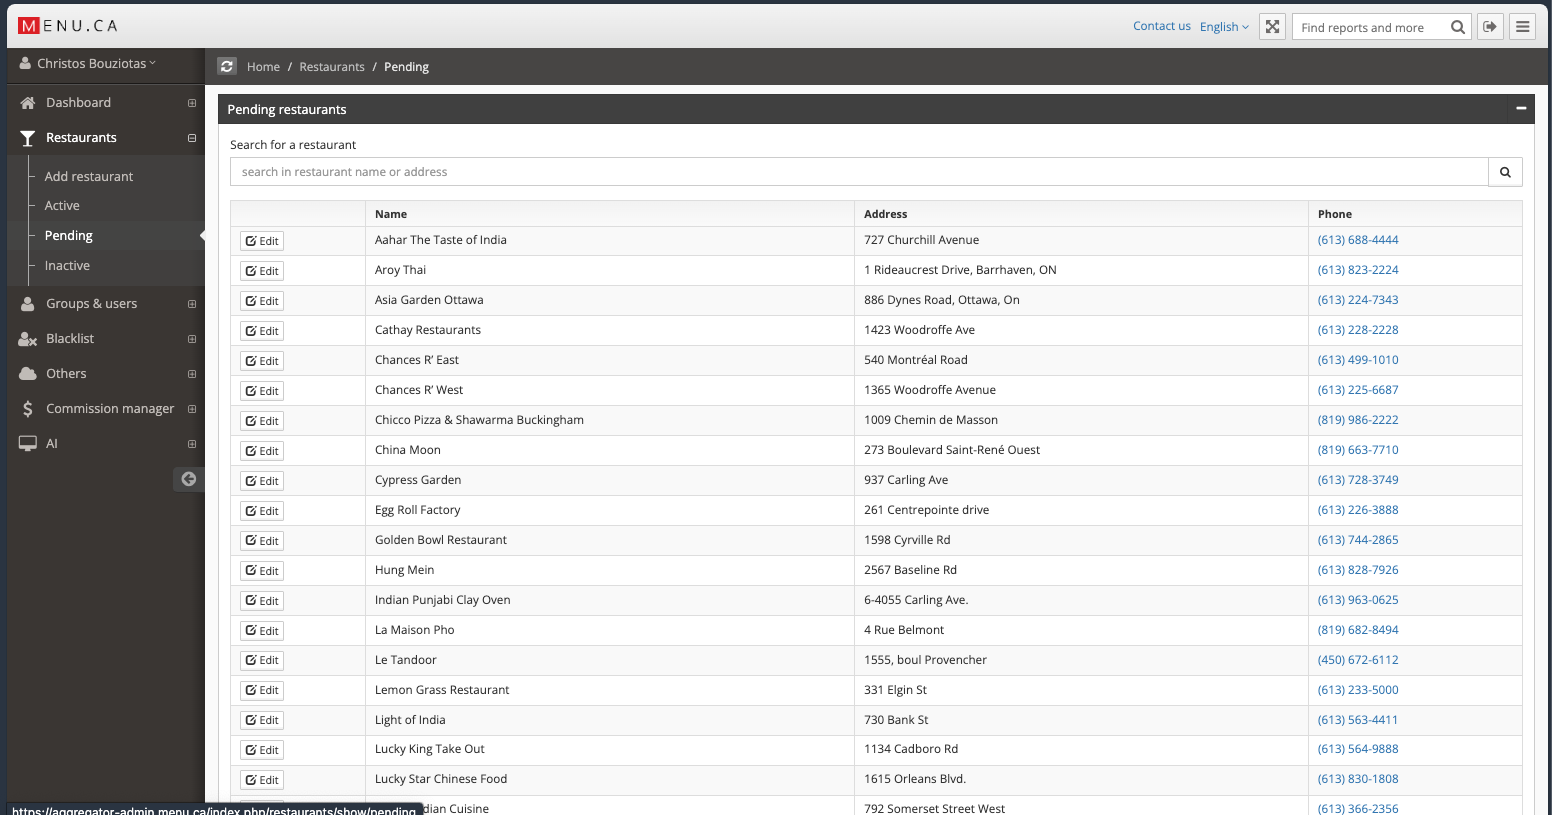 MENU.CA
Contact us English Find reports and more
Christos Bouziotas
Home / Restaurants / Pending
Dashboard
Restaurants
Add restaurant
Active
Pending
Inactive
Groups & users
Blacklist
Others
Commission manager
AI
Pending restaurants
Search for a restaurant
search in restaurant name or address
Name Address Phone
Edit Aahar The Taste of India 727 Churchill Avenue (613) 688-4444
Edit Aroy Thai 1 Rideaucrest Drive, Barrhaven, ON (613) 823-2224
Edit Asia Garden Ottawa 886 Dynes Road, Ottawa, On (613) 224-7343
Edit Cathay Restaurants 1423 Woodroffe Ave (613) 228-2228
Edit Chances R’ East 540 Montréal Road (613) 499-1010
Edit Chances R’ West 1365 Woodroffe Avenue (613) 225-6687
Edit Chicco Pizza & Shawarma Buckingham 1009 Chemin de Masson (819) 986-2222
Edit China Moon 273 Boulevard Saint-René Ouest (819) 663-7710
Edit Cypress Garden 937 Carling Ave (613) 728-3749
Edit Egg Roll Factory 261 Centrepointe drive (613) 226-3888
Edit Golden Bowl Restaurant 1598 Cyrville Rd (613) 744-2865
Edit Hung Mein 2567 Baseline Rd (613) 828-7926
Edit Indian Punjabi Clay Oven 6-4055 Carling Ave. (613) 963-0625
Edit La Maison Pho 4 Rue Belmont (819) 682-8494
Edit Le Tandoor 1555, boul Provencher (450) 672-6112
Edit Lemon Grass Restaurant 331 Elgin St (613) 233-5000
Edit Light of India 730 Bank St (613) 563-4411
Edit Lucky King Take Out 1134 Cadboro Rd (613) 564-9888
Edit Lucky Star Chinese Food 1615 Orleans Blvd. (613) 830-1808
dian Cuisine 792 Somerset Street West (613) 366-2356
https://aggregator-admin.menu.ca/index.php/restaurants/show/pending